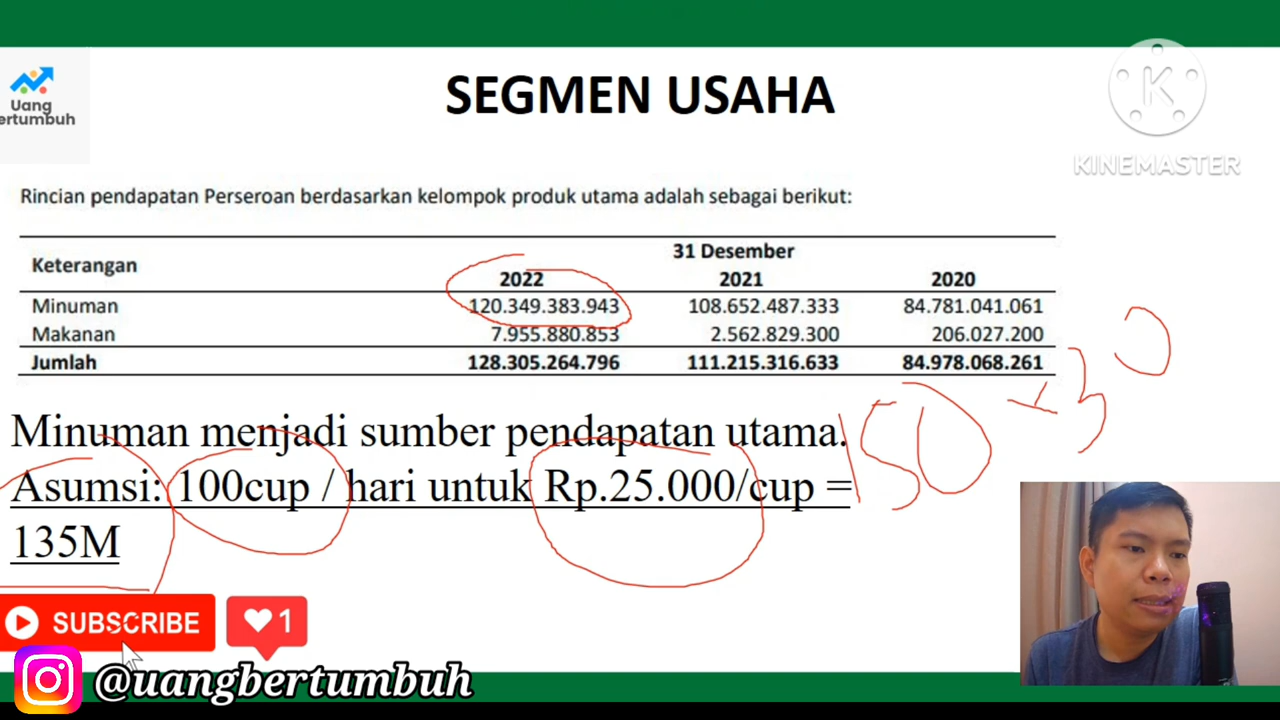 SEGMEN USAHA
Uang
ertumbuh
K
KINEMASTER
Rincian pendapatan Perseroan berdasarkan kelompok produk utama adalah sebagai berikut:
Keterangan 31 Desember
2022 2021 2020
Minuman 120.349.383.943 108.652.487.333 84.781.041.061
Makanan 7.955.880.853 2.562.829.300 206.027.200
Jumlah 128.305.264.796 111.215.316.633 84.978.068.261
Minuman menjadi sumber pendapatan utama.
Asumsi: 100cup / hari untuk Rp.25.000/cup =
135M
150 + 30
SUBSCRIBE 1
@uangbertumbuh